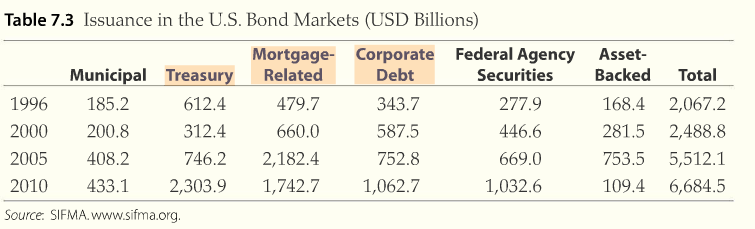 Table 7.3 Issuance in the U.S. Bond Markets (USD Billions)
Municipal Treasury Mortgage-Related Corporate Debt Federal Agency Securities Asset-Backed Total
1996 185.2 612.4 479.7 343.7 277.9 168.4 2,067.2
2000 200.8 312.4 660.0 587.5 446.6 281.5 2,488.8
2005 408.2 746.2 2,182.4 752.8 669.0 753.5 5,512.1
2010 433.1 2,303.9 1,742.7 1,062.7 1,032.6 109.4 6,684.5
Source: SIFMA. www.sifma.org.